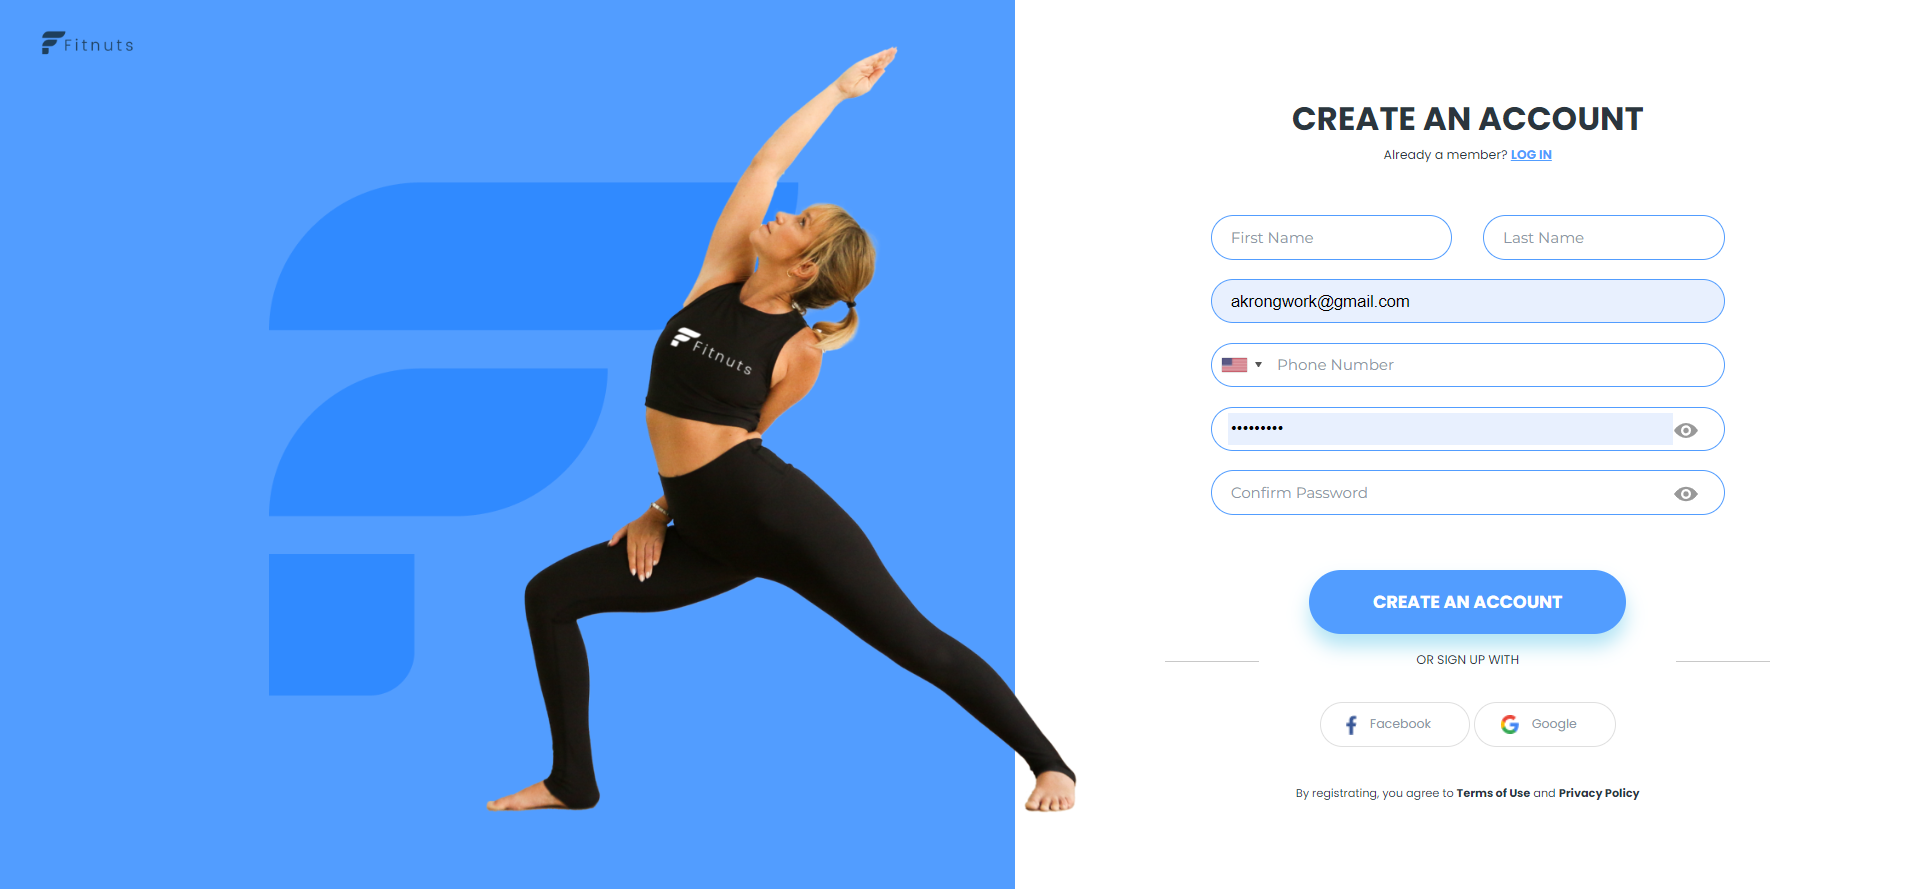 Fitnuts
Fitnuts
CREATE AN ACCOUNT
Already a member? LOG IN
First Name
Last Name
akrongwork@gmail.com
Phone Number
•••••••••
Confirm Password
CREATE AN ACCOUNT
OR SIGN UP WITH
Facebook
Google
By registrating, you agree to Terms of Use and Privacy Policy